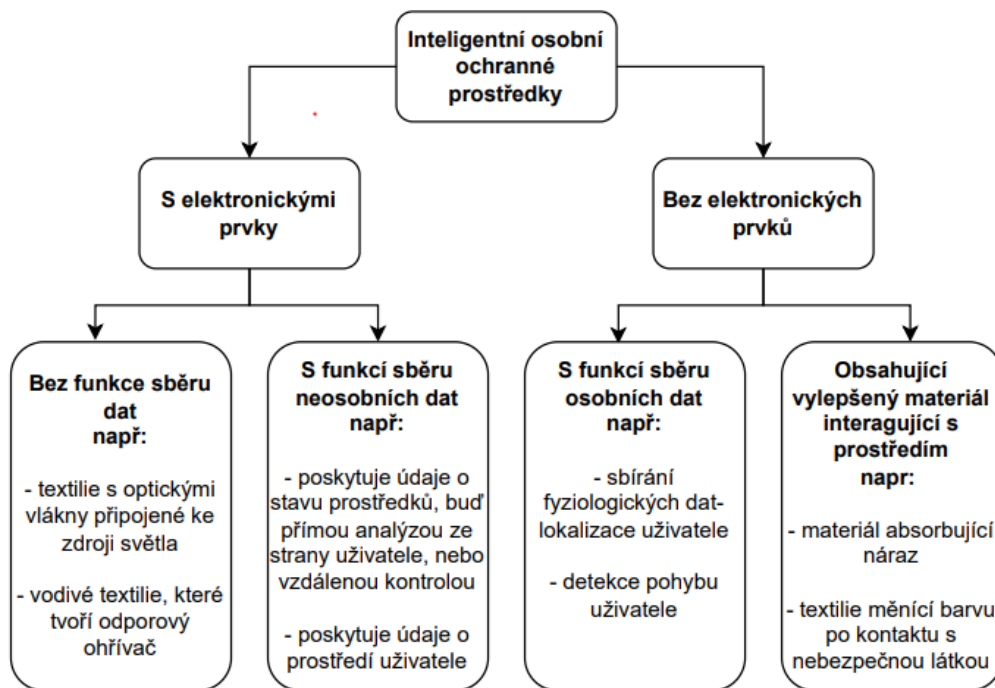 Inteligentní osobní
ochranné
prostředky
S elektronickými
prvky
Bez elektronických
prvků
Bez funkce sběru
dat
např:
- textilie s optickými
vlákny připojené ke
zdroji světla
- vodivé textilie, které
tvoří odporový
ohřívač
S funkcí sběru
neosobních dat
např:
- poskytuje údaje o
stavu prostředků, buď
přímou analýzou ze
strany uživatele, nebo
vzdálenou kontrolou
- poskytuje údaje o
prostředí uživatele
S funkcí sběru
osobních dat
např:
- sbírání
fyziologických dat-
lokalizace uživatele
- detekce pohybu
uživatele
Obsahující
vylepšený materiál
interagující s
prostředím
napr:
- materiál absorbující
náraz
- textilie měnící barvu
po kontaktu s
nebezpečnou látkou